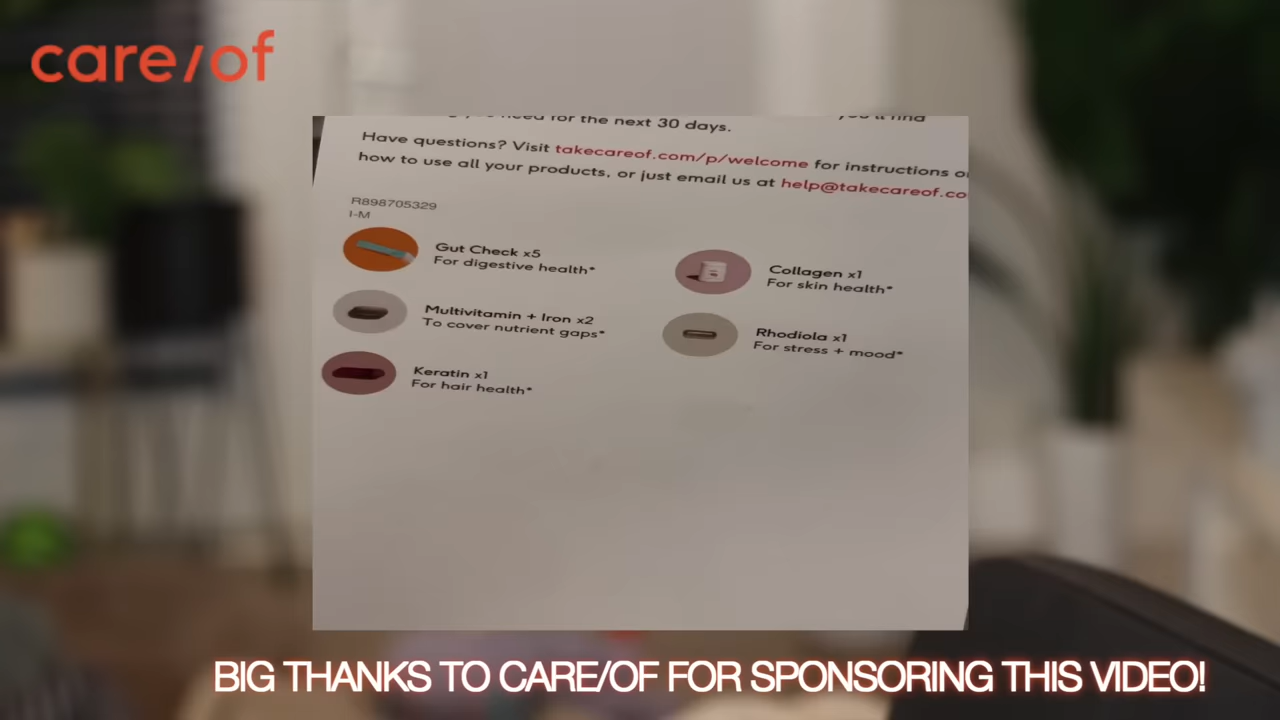 care/of
need for the next 30 days.
you'll find
Have questions? Visit takecareof.com/p/welcome for instructions
how to use all your products, or just email us at help@takecareof.co
R898705329
I-M
Gut Check x5
For digestive health*
Collagen x1
For skin health*
Multivitamin + Iron x2
To cover nutrient gaps*
Rhodiola x1
For stress + mood*
Keratin x1
For hair health*
BIG THANKS TO CARE/OF FOR SPONSORING THIS VIDEO!